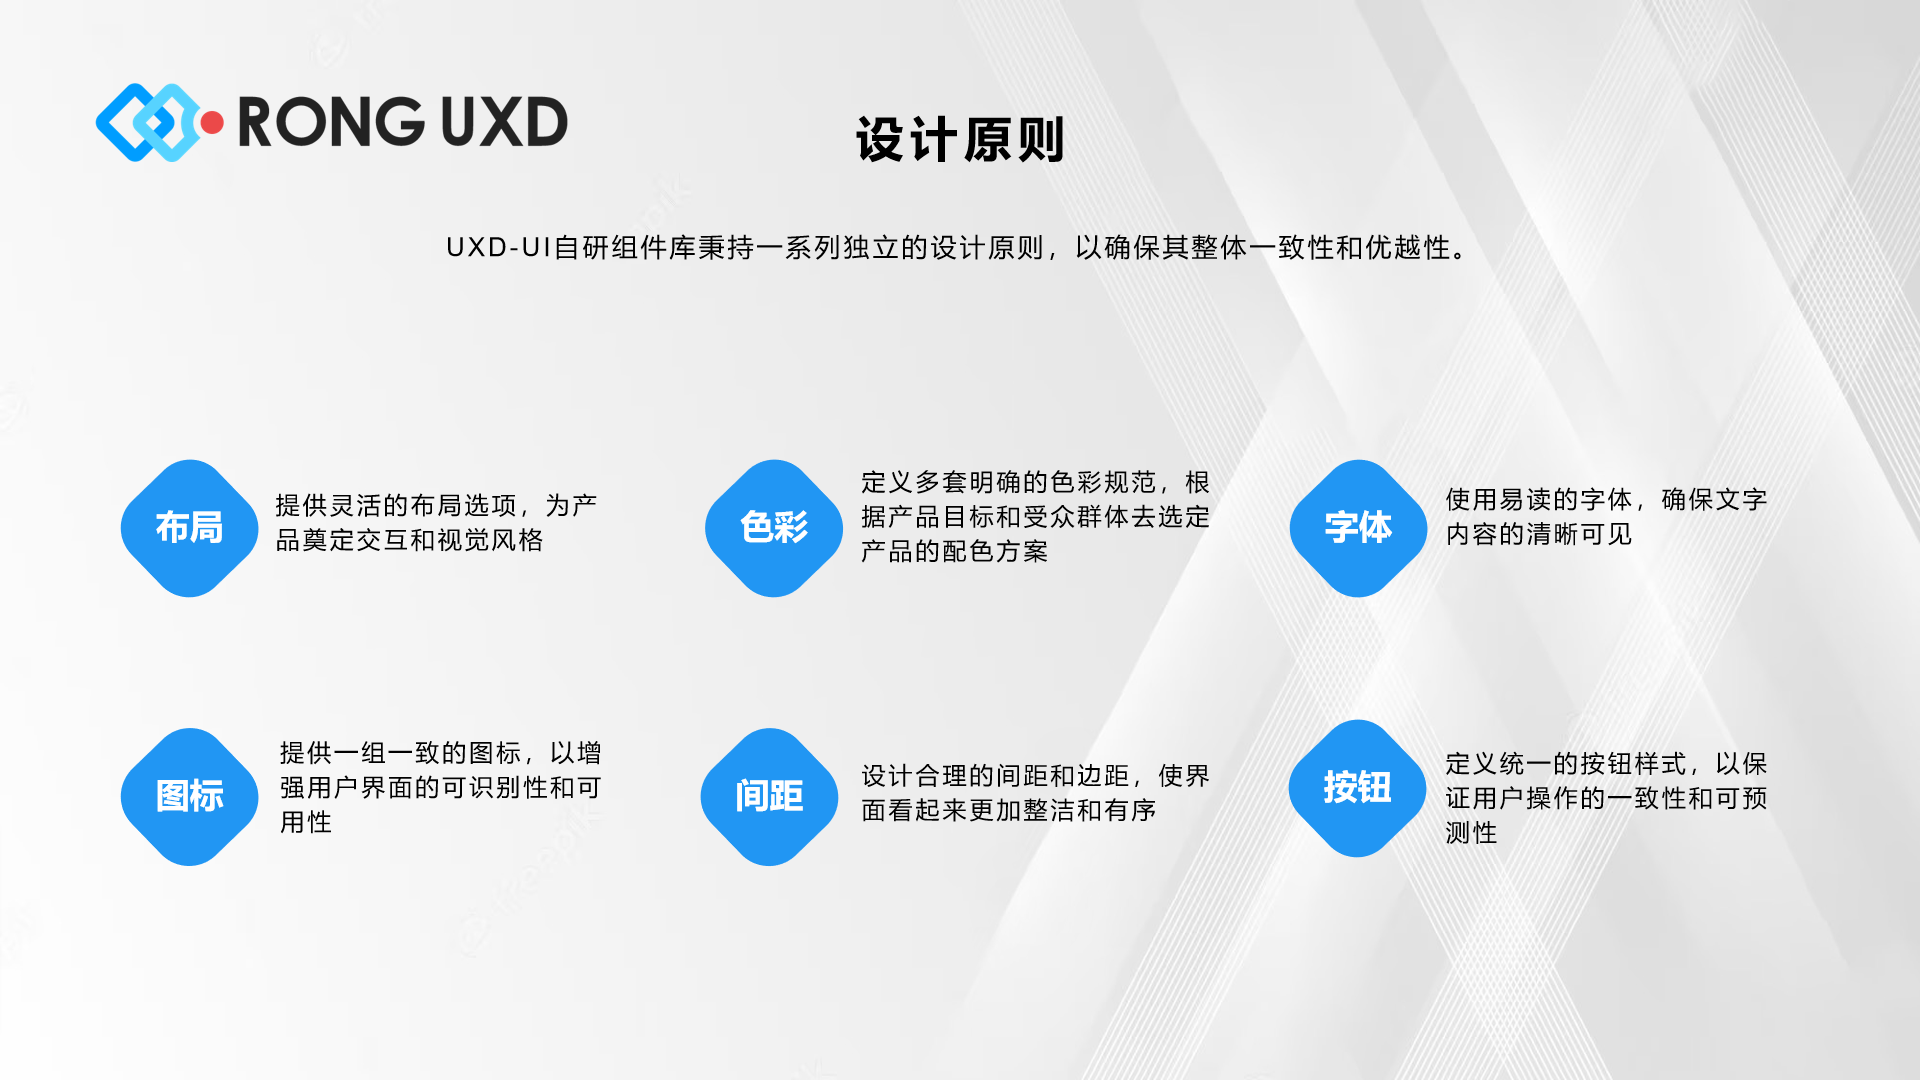 RONG UXD
设计原则
UXD-UI自研组件库秉持一系列独立的设计原则，以确保其整体一致性和优越性。
布局
提供灵活的布局选项，为产
品奠定交互和视觉风格
色彩
定义多套明确的色彩规范，根
据产品目标和受众群体去选定
产品的配色方案
字体
使用易读的字体，确保文字
内容的清晰可见
图标
提供一组一致的图标，以增
强用户界面的可识别性和可
用性
间距
设计合理的间距和边距，使界
面看起来更加整洁和有序
按钮
定义统一的按钮样式，以保
证用户操作的一致性和可预
测性
freepik